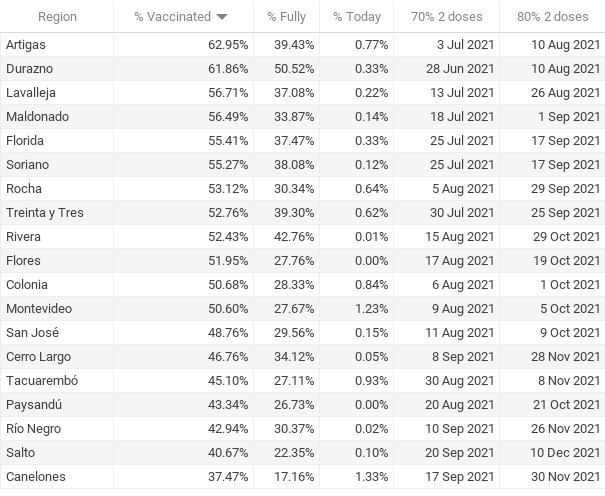 Region % Vaccinated % Fully % Today 70% 2 doses 80% 2 doses
Artigas 62.95% 39.43% 0.77% 3 Jul 2021 10 Aug 2021
Durazno 61.86% 50.52% 0.33% 28 Jun 2021 10 Aug 2021
Lavalleja 56.71% 37.08% 0.22% 13 Jul 2021 26 Aug 2021
Maldonado 56.49% 33.87% 0.14% 18 Jul 2021 1 Sep 2021
Florida 55.41% 37.47% 0.33% 25 Jul 2021 17 Sep 2021
Soriano 55.27% 38.08% 0.12% 25 Jul 2021 17 Sep 2021
Rocha 53.12% 30.34% 0.64% 5 Aug 2021 29 Sep 2021
Treinta y Tres 52.76% 39.30% 0.62% 30 Jul 2021 25 Sep 2021
Rivera 52.43% 42.76% 0.01% 15 Aug 2021 29 Oct 2021
Flores 51.95% 27.76% 0.00% 17 Aug 2021 19 Oct 2021
Colonia 50.68% 28.33% 0.84% 6 Aug 2021 1 Oct 2021
Montevideo 50.60% 27.67% 1.23% 9 Aug 2021 5 Oct 2021
San José 48.76% 29.56% 0.15% 11 Aug 2021 9 Oct 2021
Cerro Largo 46.76% 34.12% 0.05% 8 Sep 2021 28 Nov 2021
Tacuarembó 45.10% 27.11% 0.93% 30 Aug 2021 8 Nov 2021
Paysandú 43.34% 26.73% 0.00% 20 Aug 2021 21 Oct 2021
Río Negro 42.94% 30.37% 0.02% 10 Sep 2021 26 Nov 2021
Salto 40.67% 22.35% 0.10% 20 Sep 2021 10 Dec 2021
Canelones 37.47% 17.16% 1.33% 17 Sep 2021 30 Nov 2021